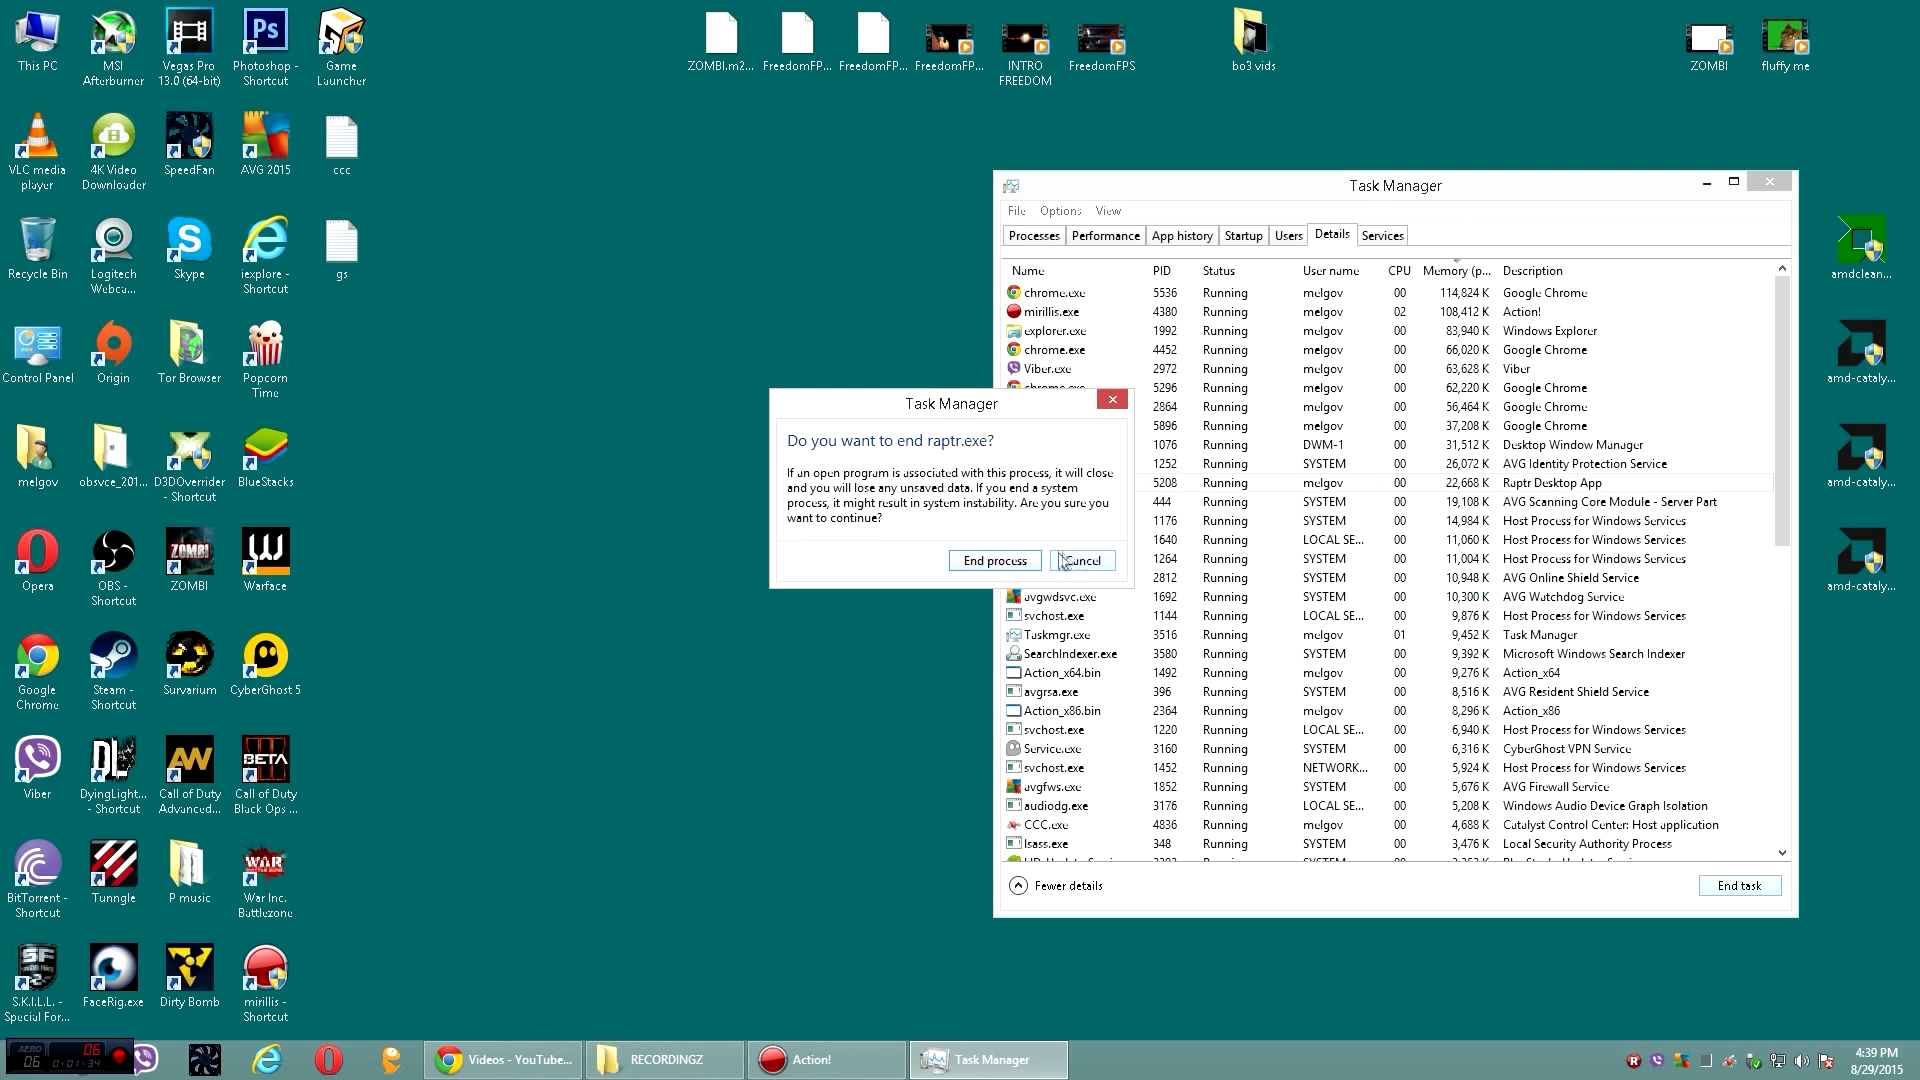 This PC
MSI
Afterburner
Vegas Pro
13.0 (64-bit)
Photoshop -
Shortcut
Game
Launcher
ZOMBI.m2...
FreedomFP...
FreedomFP...
FreedomFP...
INTRO
FREEDOM
FreedomFPS
bo3 vids
ZOMBI
fluffy me
VLC media
player
4K Video
Downloader
SpeedFan
AVG 2015
ccc
Recycle Bin
Logitech
Webca...
Skype
iexplore -
Shortcut
gs
Control Panel
Origin
Tor Browser
Popcorn
Time
melgov
obsvce_201...
D3DOverrider
- Shortcut
BlueStacks
Opera
OBS -
Shortcut
ZOMBI
Warface
Google
Chrome
Steam -
Shortcut
Survarium
CyberGhost 5
Viber
DyingLight...
- Shortcut
Call of Duty
Advanced...
Call of Duty
Black Ops ...
BitTorrent -
Shortcut
Tunngle
P music
War Inc.
Battlezone
S.K.I.L.L. -
Special For...
FaceRig.exe
Dirty Bomb
mirillis -
Shortcut
amdclean...
amd-cataly...
amd-cataly...
amd-cataly...
Task Manager
File Options View
Processes Performance App history Startup Users Details Services
Name PID Status User name CPU Memory (p... Description
chrome.exe 5536 Running melgov 00 114,824 K Google Chrome
mirillis.exe 4380 Running melgov 02 108,412 K Action!
explorer.exe 1992 Running melgov 00 83,940 K Windows Explorer
chrome.exe 4452 Running melgov 00 66,020 K Google Chrome
Viber.exe 2972 Running melgov 00 63,628 K Viber
chrome.exe 5296 Running melgov 00 62,220 K Google Chrome
2864 Running melgov 00 56,464 K Google Chrome
5896 Running melgov 00 37,208 K Google Chrome
1076 Running DWM-1 00 31,512 K Desktop Window Manager
1252 Running SYSTEM 00 26,072 K AVG Identity Protection Service
5208 Running melgov 00 22,668 K Raptr Desktop App
444 Running SYSTEM 00 19,108 K AVG Scanning Core Module - Server Part
1176 Running SYSTEM 00 14,984 K Host Process for Windows Services
1640 Running LOCAL SE... 00 11,060 K Host Process for Windows Services
1264 Running SYSTEM 00 11,004 K Host Process for Windows Services
2812 Running SYSTEM 00 10,948 K AVG Online Shield Service
avgwdsvc.exe 1692 Running SYSTEM 00 10,300 K AVG Watchdog Service
svchost.exe 1144 Running LOCAL SE... 00 9,876 K Host Process for Windows Services
Taskmgr.exe 3516 Running melgov 01 9,452 K Task Manager
SearchIndexer.exe 3580 Running SYSTEM 00 9,392 K Microsoft Windows Search Indexer
Action_x64.bin 1492 Running melgov 00 9,276 K Action_x64
avgrsa.exe 396 Running SYSTEM 00 8,516 K AVG Resident Shield Service
Action_x86.bin 2364 Running melgov 00 8,296 K Action_x86
svchost.exe 1220 Running LOCAL SE... 00 6,940 K Host Process for Windows Services
Service.exe 3160 Running SYSTEM 00 6,316 K CyberGhost VPN Service
svchost.exe 1452 Running NETWORK... 00 5,924 K Host Process for Windows Services
avgfws.exe 1852 Running SYSTEM 00 5,676 K AVG Firewall Service
audiodg.exe 3176 Running LOCAL SE... 00 5,208 K Windows Audio Device Graph Isolation
CCC.exe 4836 Running melgov 00 4,688 K Catalyst Control Center: Host application
lsass.exe 348 Running SYSTEM 00 3,476 K Local Security Authority Process
Fewer details
End task
Task Manager
Do you want to end raptr.exe?
If an open program is associated with this process, it will close
and you will lose any unsaved data. If you end a system
process, it might result in system instability. Are you sure you
want to continue?
End process
Cancel
Videos - YouTube...
RECORDINGZ
Action!
Task Manager
4:39 PM
8/29/2015